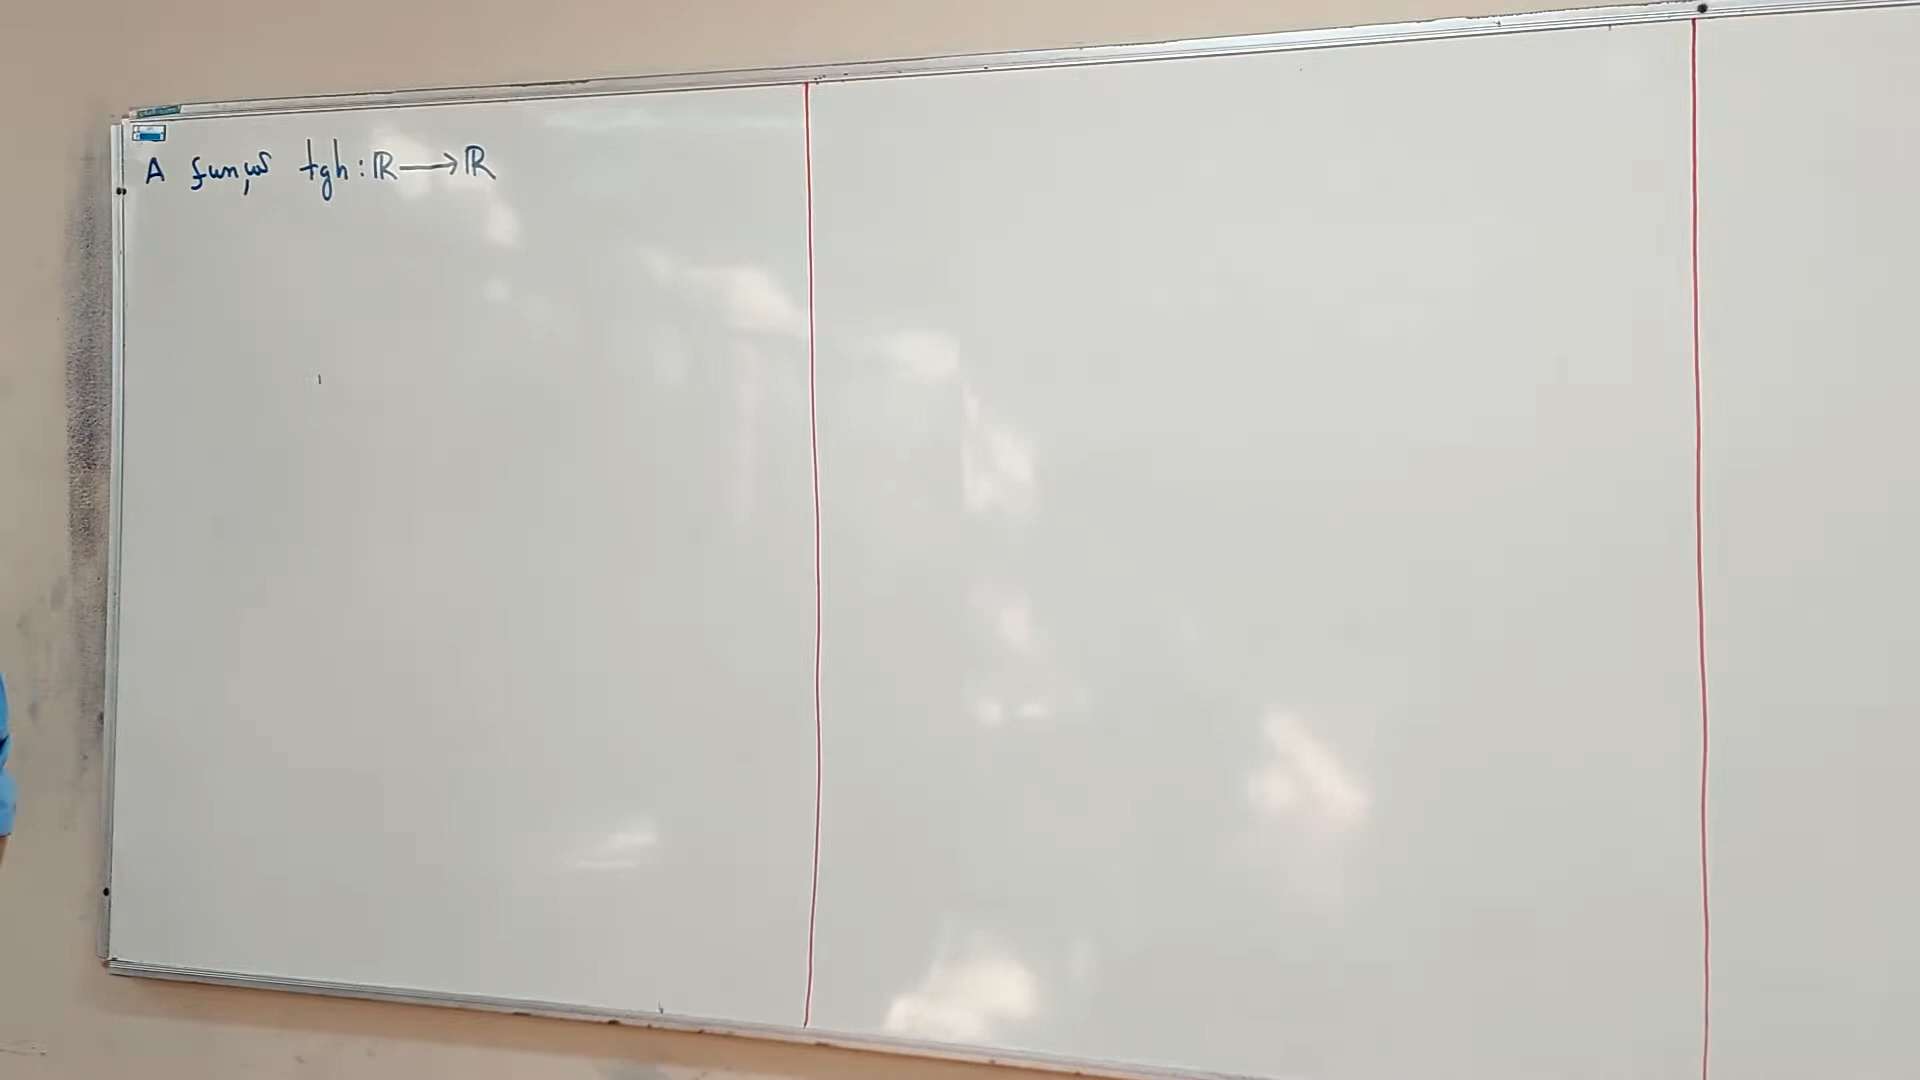 A função tgh: ℝ ⟶ ℝ